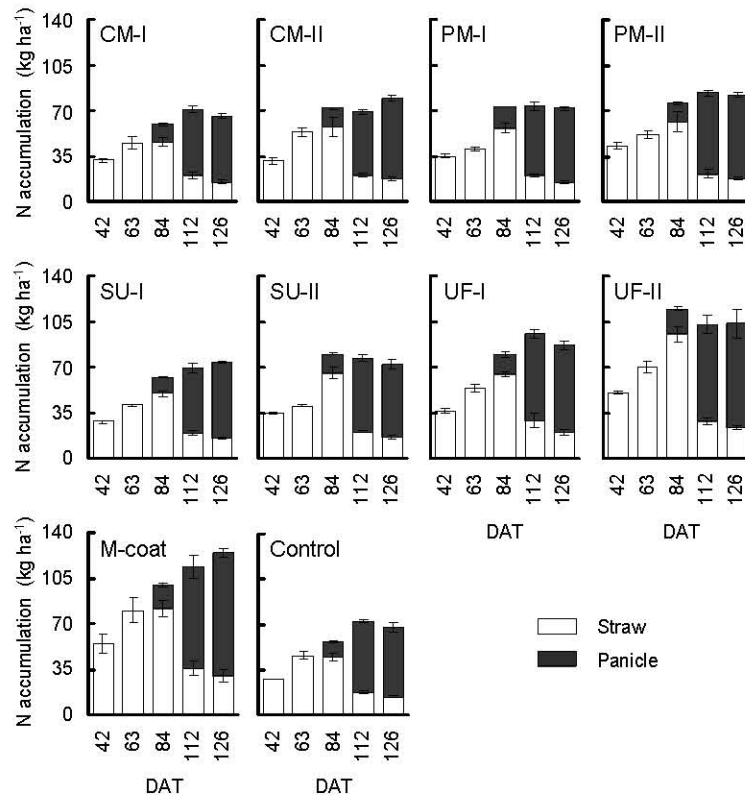 CM-I CM-II PM-I PM-II
N accumulation (kg ha⁻¹)
140
105
70
35
0
42 63 84 112 126 42 63 84 112 126 42 63 84 112 126 42 63 84 112 126
SU-I SU-II UF-I UF-II
N accumulation (kg ha⁻¹)
140
105
70
35
0
42 63 84 112 126 42 63 84 112 126 42 63 84 112 126 42 63 84 112 126
DAT DAT
M-coat Control
N accumulation (kg ha⁻¹)
140
105
70
35
0
42 63 84 112 126 42 63 84 112 126
DAT DAT
Straw
Panicle